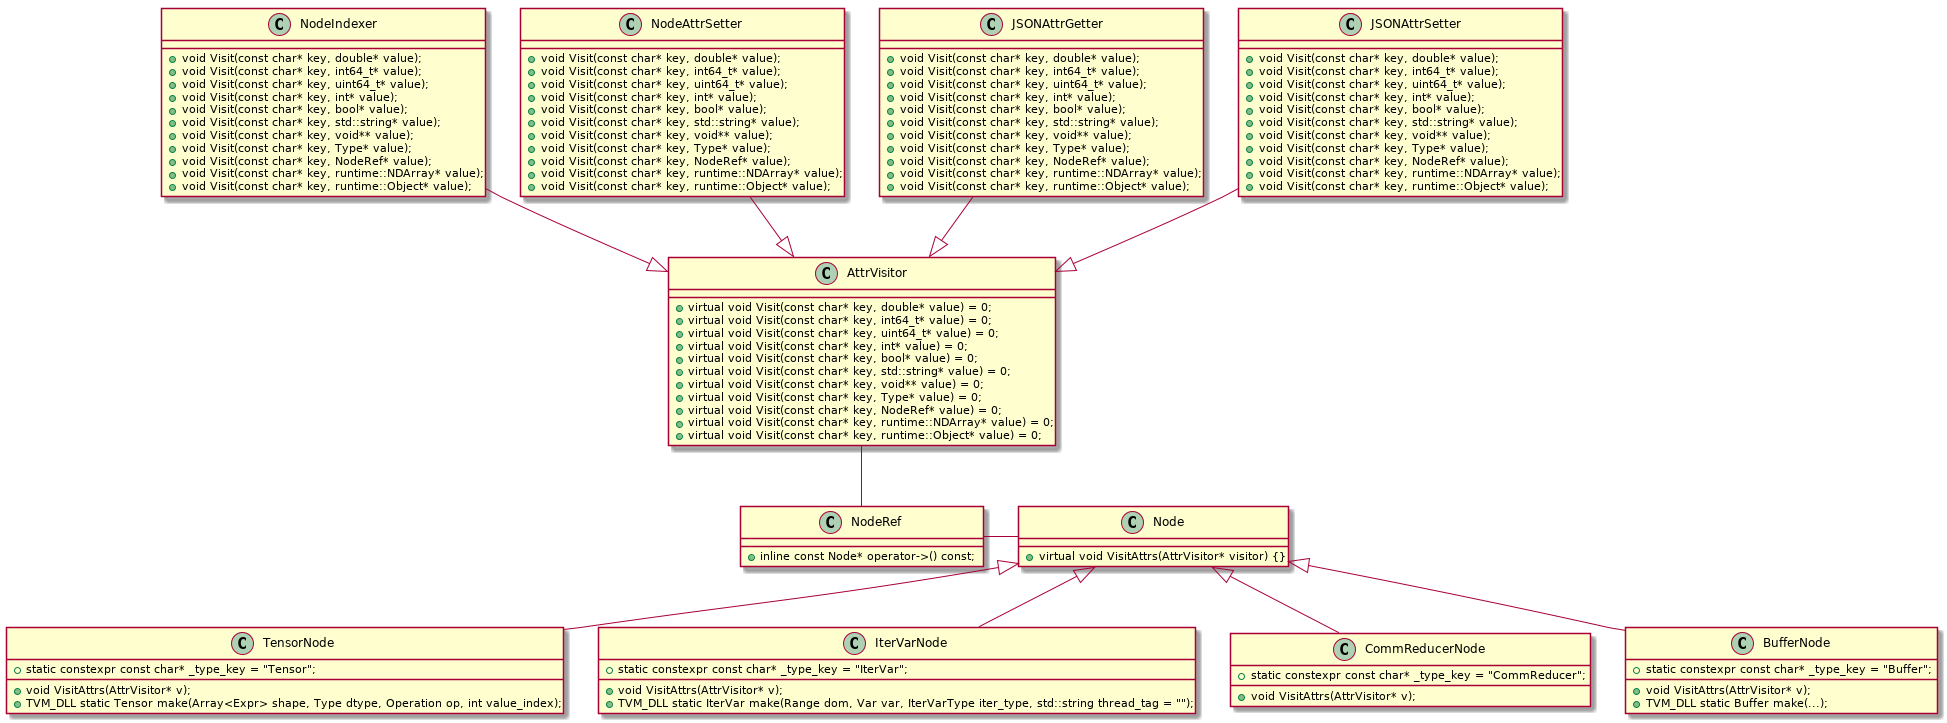 C NodeIndexer
void Visit(const char* key, double* value);
void Visit(const char* key, int64_t* value);
void Visit(const char* key, uint64_t* value);
void Visit(const char* key, int* value);
void Visit(const char* key, bool* value);
void Visit(const char* key, std::string* value);
void Visit(const char* key, void** value);
void Visit(const char* key, Type* value);
void Visit(const char* key, NodeRef* value);
void Visit(const char* key, runtime::NDArray* value);
void Visit(const char* key, runtime::Object* value);
C NodeAttrSetter
void Visit(const char* key, double* value);
void Visit(const char* key, int64_t* value);
void Visit(const char* key, uint64_t* value);
void Visit(const char* key, int* value);
void Visit(const char* key, bool* value);
void Visit(const char* key, std::string* value);
void Visit(const char* key, void** value);
void Visit(const char* key, Type* value);
void Visit(const char* key, NodeRef* value);
void Visit(const char* key, runtime::NDArray* value);
void Visit(const char* key, runtime::Object* value);
C JSONAttrGetter
void Visit(const char* key, double* value);
void Visit(const char* key, int64_t* value);
void Visit(const char* key, uint64_t* value);
void Visit(const char* key, int* value);
void Visit(const char* key, bool* value);
void Visit(const char* key, std::string* value);
void Visit(const char* key, void** value);
void Visit(const char* key, Type* value);
void Visit(const char* key, NodeRef* value);
void Visit(const char* key, runtime::NDArray* value);
void Visit(const char* key, runtime::Object* value);
C JSONAttrSetter
void Visit(const char* key, double* value);
void Visit(const char* key, int64_t* value);
void Visit(const char* key, uint64_t* value);
void Visit(const char* key, int* value);
void Visit(const char* key, bool* value);
void Visit(const char* key, std::string* value);
void Visit(const char* key, void** value);
void Visit(const char* key, Type* value);
void Visit(const char* key, NodeRef* value);
void Visit(const char* key, runtime::NDArray* value);
void Visit(const char* key, runtime::Object* value);
C AttrVisitor
virtual void Visit(const char* key, double* value) = 0;
virtual void Visit(const char* key, int64_t* value) = 0;
virtual void Visit(const char* key, uint64_t* value) = 0;
virtual void Visit(const char* key, int* value) = 0;
virtual void Visit(const char* key, bool* value) = 0;
virtual void Visit(const char* key, std::string* value) = 0;
virtual void Visit(const char* key, void** value) = 0;
virtual void Visit(const char* key, Type* value) = 0;
virtual void Visit(const char* key, NodeRef* value) = 0;
virtual void Visit(const char* key, runtime::NDArray* value) = 0;
virtual void Visit(const char* key, runtime::Object* value) = 0;
C NodeRef
inline const Node* operator->() const;
C Node
virtual void VisitAttrs(AttrVisitor* visitor) {}
C TensorNode
static constexpr const char* _type_key = "Tensor";
void VisitAttrs(AttrVisitor* v);
TVM_DLL static Tensor make(Array<Expr> shape, Type dtype, Operation op, int value_index);
C IterVarNode
static constexpr const char* _type_key = "IterVar";
void VisitAttrs(AttrVisitor* v);
TVM_DLL static IterVar make(Range dom, Var var, IterVarType iter_type, std::string thread_tag = "");
C CommReducerNode
static constexpr const char* _type_key = "CommReducer";
void VisitAttrs(AttrVisitor* v);
C BufferNode
static constexpr const char* _type_key = "Buffer";
void VisitAttrs(AttrVisitor* v);
TVM_DLL static Buffer make(...);